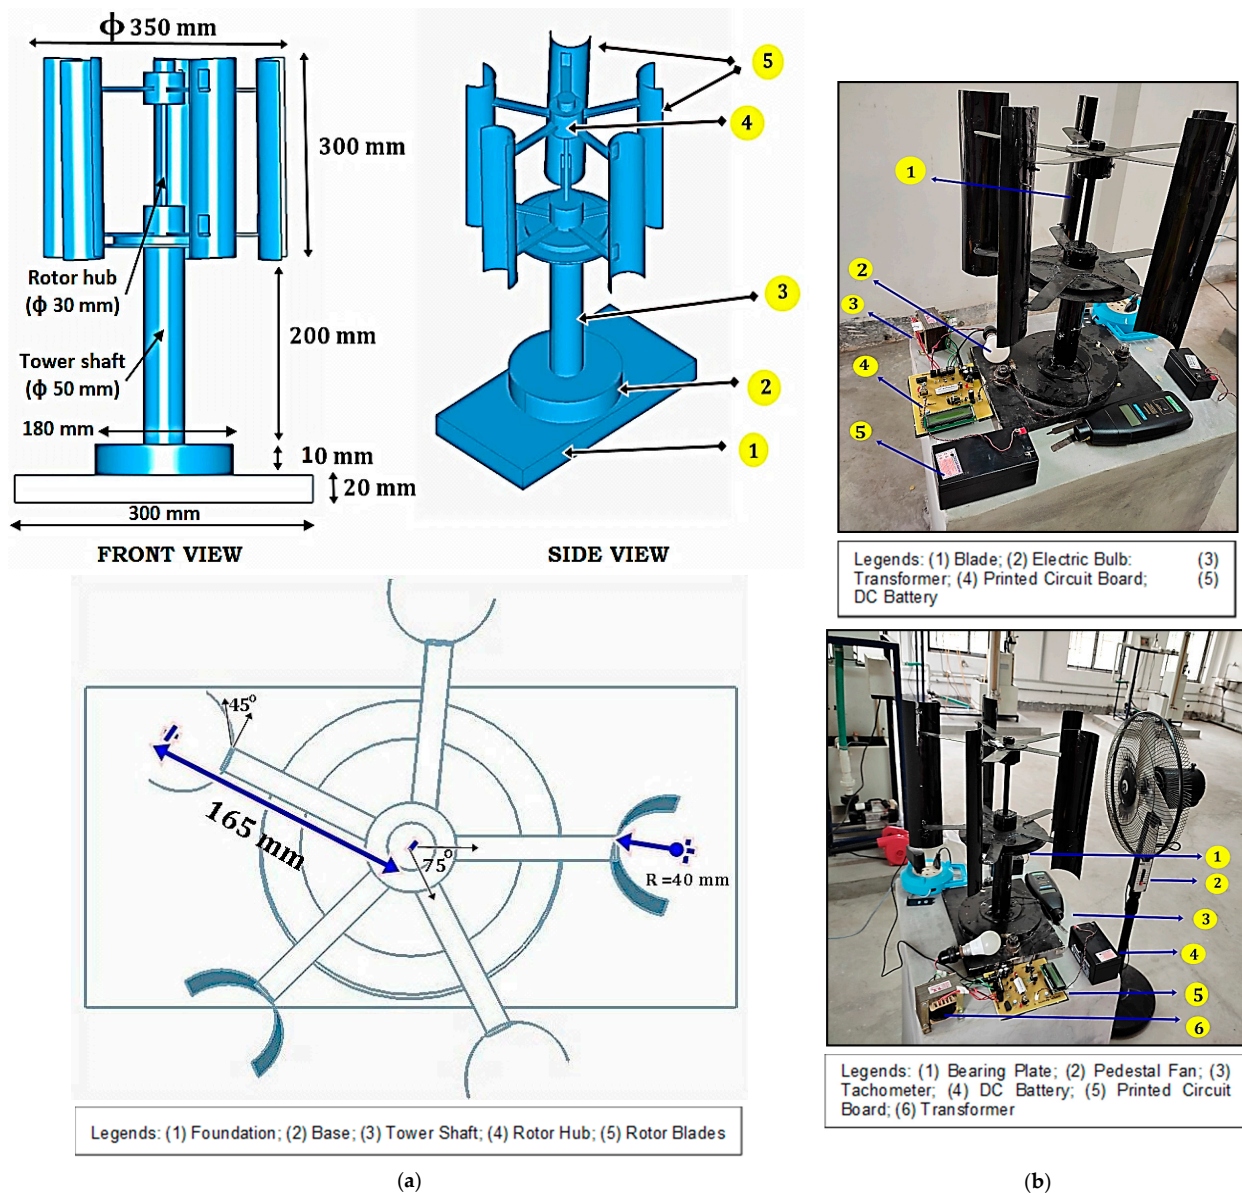 ϕ 350 mm
300 mm
Rotor hub
(ϕ 30 mm)
200 mm
Tower shaft
(ϕ 50 mm)
180 mm
10 mm
20 mm
300 mm
FRONT VIEW
5
4
3
2
1
SIDE VIEW
45°
165 mm
75°
R =40 mm
Legends: (1) Foundation; (2) Base; (3) Tower Shaft; (4) Rotor Hub; (5) Rotor Blades
(a)
1
2
3
4
5
Legends: (1) Blade; (2) Electric Bulb: (3)
Transformer; (4) Printed Circuit Board; (5)
DC Battery
1
2
3
4
5
6
Legends: (1) Bearing Plate; (2) Pedestal Fan; (3)
Tachometer; (4) DC Battery; (5) Printed Circuit
Board; (6) Transformer
(b)